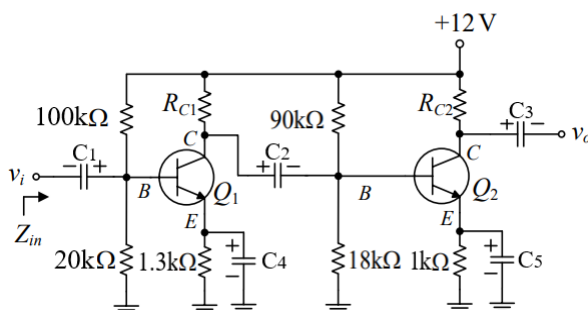 +12 V
100kΩ
R_C1
90kΩ
R_C2
C3
+ −
v_o
C
C1
− +
C2
+ −
C
v_i
B
Q1
B
Q2
Z_in
E
E
20kΩ
1.3kΩ
+
−
C4
18kΩ
1kΩ
+
−
C5